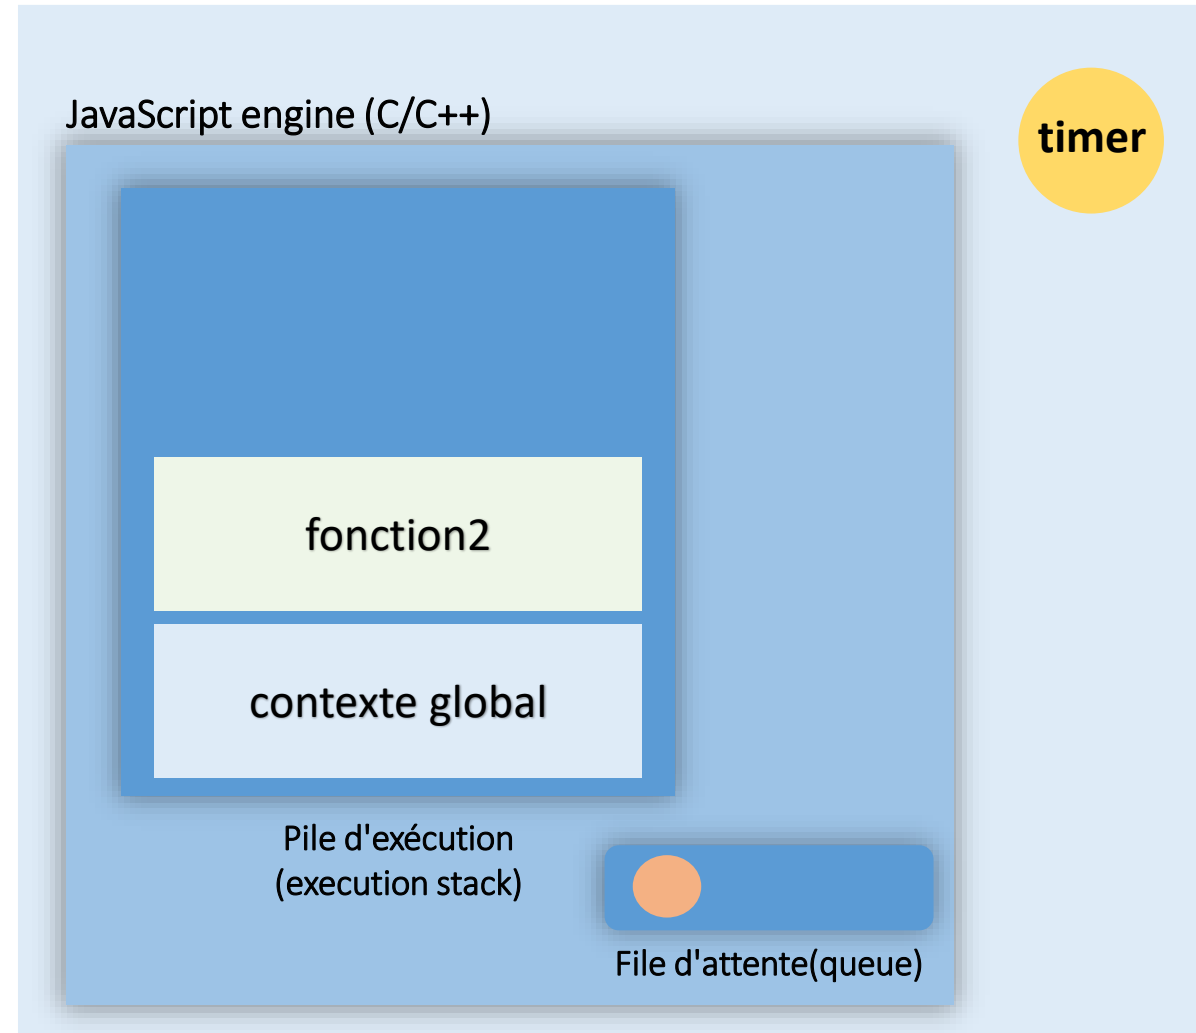 JavaScript engine (C/C++)
timer
fonction2
contexte global
Pile d'exécution
(execution stack)
File d'attente(queue)